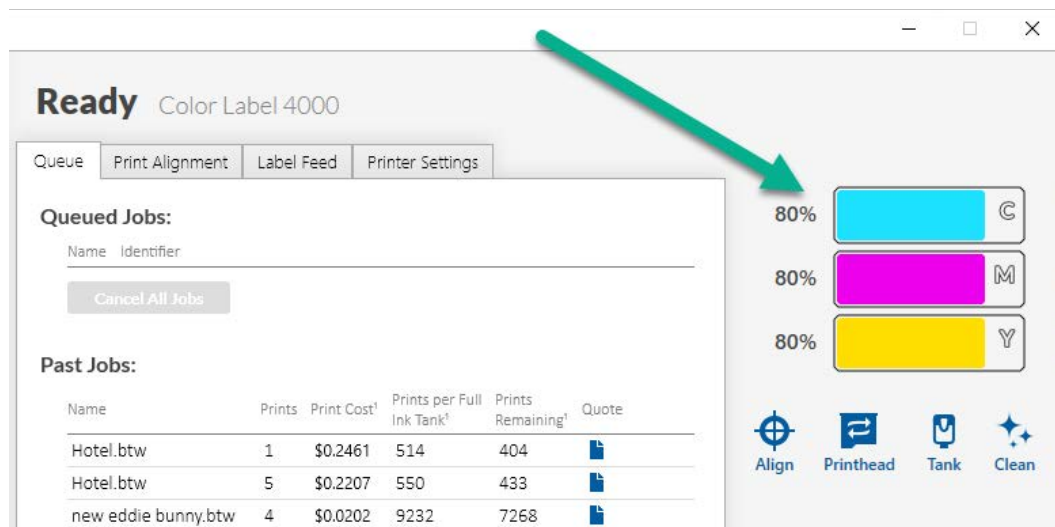 Ready Color Label 4000
Queue Print Alignment Label Feed Printer Settings
Queued Jobs:
Name Identifier
Cancel All Jobs
80% C
80% M
80% Y
Past Jobs:
Name Prints Print Cost¹ Prints per Full Ink Tank¹ Prints Remaining¹ Quote
Hotel.btw 1 $0.2461 514 404
Hotel.btw 5 $0.2207 550 433
new eddie bunny.btw 4 $0.0202 9232 7268
Align Printhead Tank Clean